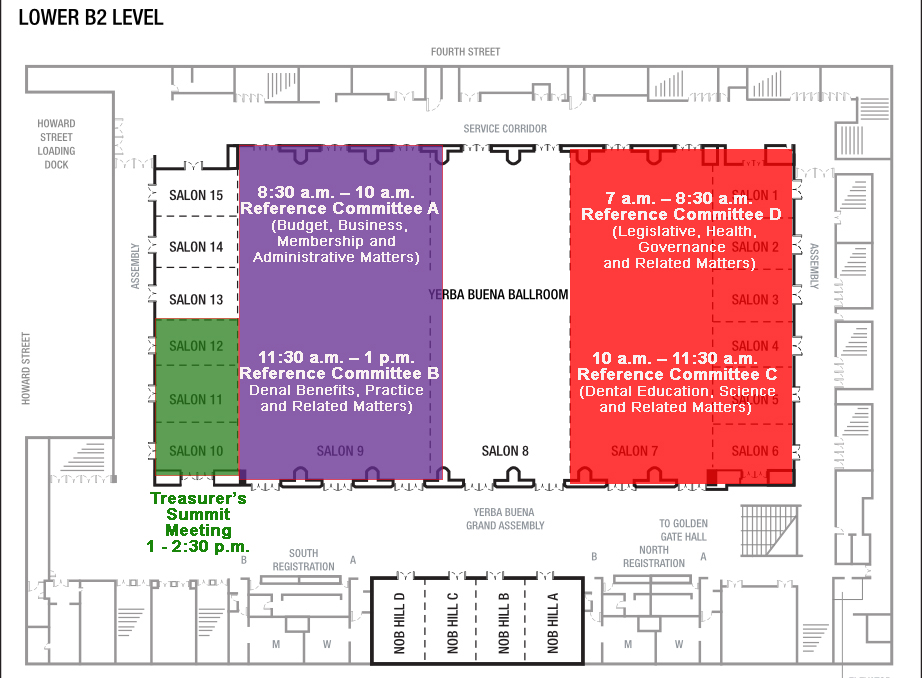 LOWER B2 LEVEL
FOURTH STREET
HOWARD
STREET
LOADING
DOCK
SERVICE CORRIDOR
SALON 15
SALON 14
SALON 13
SALON 12
SALON 11
SALON 10
ASSEMBLY
HOWARD STREET
8:30 a.m. – 10 a.m.
Reference Committee A
(Budget, Business,
Membership and
Administrative Matters)
11:30 a.m. – 1 p.m.
Reference Committee B
Denal Benefits, Practice
and Related Matters)
SALON 9
YERBA BUENA BALLROOM
SALON 8
7 a.m. – 8:30 a.m.
Reference Committee D
(Legislative, Health,
Governance
and Related Matters)
10 a.m. – 11:30 a.m.
Reference Committee C
(Dental Education, Science
and Related Matters)
SALON 7
SALON 1
SALON 2
SALON 3
SALON 4
SALON 5
SALON 6
ASSEMBLY
Treasurer's
Summit
Meeting
1 - 2:30 p.m.
YERBA BUENA
GRAND ASSEMBLY
TO GOLDEN
GATE HALL
B
SOUTH
REGISTRATION
A
B
NORTH
REGISTRATION
A
M
W
NOB HILL D
NOB HILL C
NOB HILL B
NOB HILL A
M
W